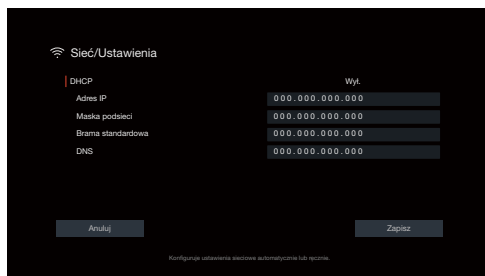 Sieć/Ustawienia
DHCP Wył.
Adres IP 000.000.000.000
Maska podsieci 000.000.000.000
Brama standardowa 000.000.000.000
DNS 000.000.000.000
Anuluj Zapisz
Konfiguruje ustawienia sieciowe automatycznie lub ręcznie.